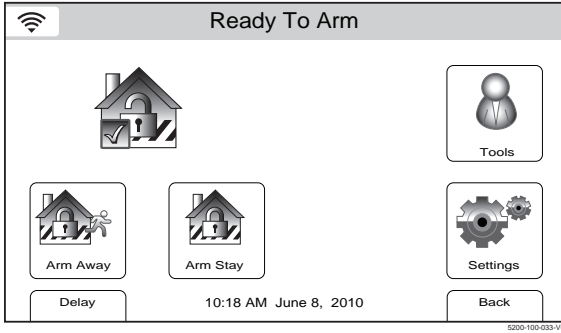 Ready To Arm
Tools
Arm Away
Arm Stay
Settings
Delay
10:18 AM June 8, 2010
Back
5200-100-033-V0